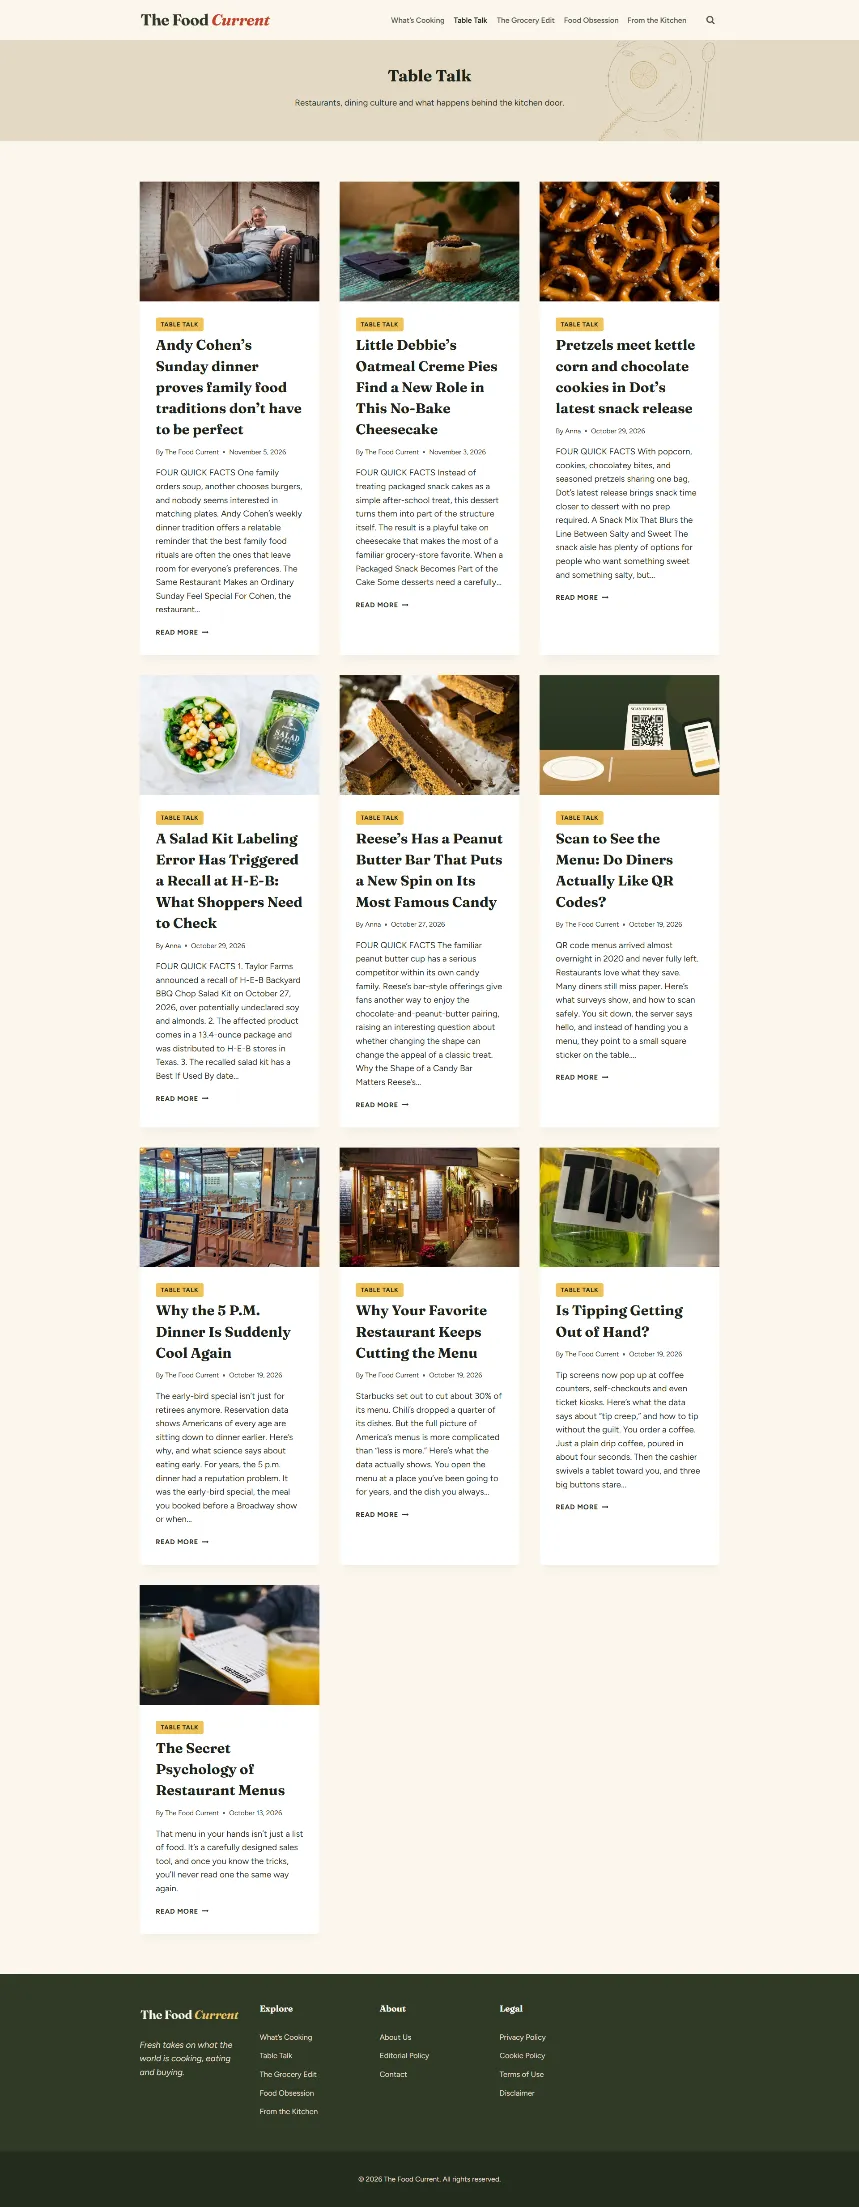 The Food Current
What's Cooking
Table Talk
The Grocery Edit
Food Obsession
From the Kitchen
Table Talk
Restaurants, dining culture and what happens behind the kitchen door.
TABLE TALK
Andy Cohen's
Sunday dinner
proves family food
traditions don't have
to be perfect
By The Food Current • November 5, 2026
FOUR QUICK FACTS One family
orders soup, another chooses burgers,
and nobody seems interested in
matching plates. Andy Cohen's weekly
dinner tradition offers a relatable
reminder that the best family food
rituals are often the ones that leave
room for everyone's preferences. The
Same Restaurant Makes an Ordinary
Sunday Feel Special For Cohen, the
restaurant...
READ MORE →
TABLE TALK
Little Debbie's
Oatmeal Creme Pies
Find a New Role in
This No-Bake
Cheesecake
By The Food Current • November 3, 2026
FOUR QUICK FACTS Instead of
treating packaged snack cakes as a
simple after-school treat, this dessert
turns them into part of the structure
itself. The result is a playful take on
cheesecake that makes the most of a
familiar grocery-store favorite. When a
Packaged Snack Becomes Part of the
Cake Some desserts need a carefully...
READ MORE →
TABLE TALK
Pretzels meet kettle
corn and chocolate
cookies in Dot's
latest snack release
By Anna • October 29, 2026
FOUR QUICK FACTS With popcorn,
cookies, chocolatey bites, and
seasoned pretzels sharing one bag,
Dot's latest release brings snack time
closer to dessert with no prep
required. A Snack Mix That Blurs the
Line Between Salty and Sweet The
snack aisle has plenty of options for
people who want something sweet
and something salty, but...
READ MORE →
SALAD
TABLE TALK
A Salad Kit Labeling
Error Has Triggered
a Recall at H-E-B:
What Shoppers Need
to Check
By Anna • October 29, 2026
FOUR QUICK FACTS 1. Taylor Farms
announced a recall of H-E-B Backyard
BBQ Chop Salad Kit on October 27,
2026, over potentially undeclared soy
and almonds. 2. The affected product
comes in a 13.4-ounce package and
was distributed to H-E-B stores in
Texas. 3. The recalled salad kit has a
Best If Used By date...
READ MORE →
TABLE TALK
Reese's Has a Peanut
Butter Bar That Puts
a New Spin on Its
Most Famous Candy
By Anna • October 27, 2026
FOUR QUICK FACTS The familiar
peanut butter cup has a serious
competitor within its own candy
family. Reese's bar-style offerings give
fans another way to enjoy the
chocolate-and-peanut-butter pairing,
raising an interesting question about
whether changing the shape can
change the appeal of a classic treat.
Why the Shape of a Candy Bar
Matters Reese's...
READ MORE →
SCAN FOR MENU
TABLE TALK
Scan to See the
Menu: Do Diners
Actually Like QR
Codes?
By The Food Current • October 19, 2026
QR code menus arrived almost
overnight in 2020 and never fully left.
Restaurants love what they save.
Many diners still miss paper. Here's
what surveys show, and how to scan
safely. You sit down, the server says
hello, and instead of handing you a
menu, they point to a small square
sticker on the table....
READ MORE →
TABLE TALK
Why the 5 P.M.
Dinner Is Suddenly
Cool Again
By The Food Current • October 19, 2026
The early-bird special isn't just for
retirees anymore. Reservation data
shows Americans of every age are
sitting down to dinner earlier. Here's
why, and what science says about
eating early. For years, the 5 p.m.
dinner had a reputation problem. It
was the early-bird special, the meal
you booked before a Broadway show
or when...
READ MORE →
TABLE TALK
Why Your Favorite
Restaurant Keeps
Cutting the Menu
By The Food Current • October 19, 2026
Starbucks set out to cut about 30% of
its menu. Chili's dropped a quarter of
its dishes. But the full picture of
America's menus is more complicated
than "less is more." Here's what the
data actually shows. You open the
menu at a place you've been going to
for years, and the dish you always...
READ MORE →
Tips
TABLE TALK
Is Tipping Getting
Out of Hand?
By The Food Current • October 19, 2026
Tip screens now pop up at coffee
counters, self-checkouts and even
ticket kiosks. Here's what the data
says about "tip creep," and how to tip
without the guilt. You order a coffee.
Just a plain drip coffee, poured in
about four seconds. Then the cashier
swivels a tablet toward you, and three
big buttons stare...
READ MORE →
BURGERS
TABLE TALK
The Secret
Psychology of
Restaurant Menus
By The Food Current • October 13, 2026
That menu in your hands isn't just a list
of food. It's a carefully designed sales
tool, and once you know the tricks,
you'll never read one the same way
again.
READ MORE →
The Food Current
Fresh takes on what the
world is cooking, eating
and buying.
Explore
What's Cooking
Table Talk
The Grocery Edit
Food Obsession
From the Kitchen
About
About Us
Editorial Policy
Contact
Legal
Privacy Policy
Cookie Policy
Terms of Use
Disclaimer
© 2026 The Food Current. All rights reserved.